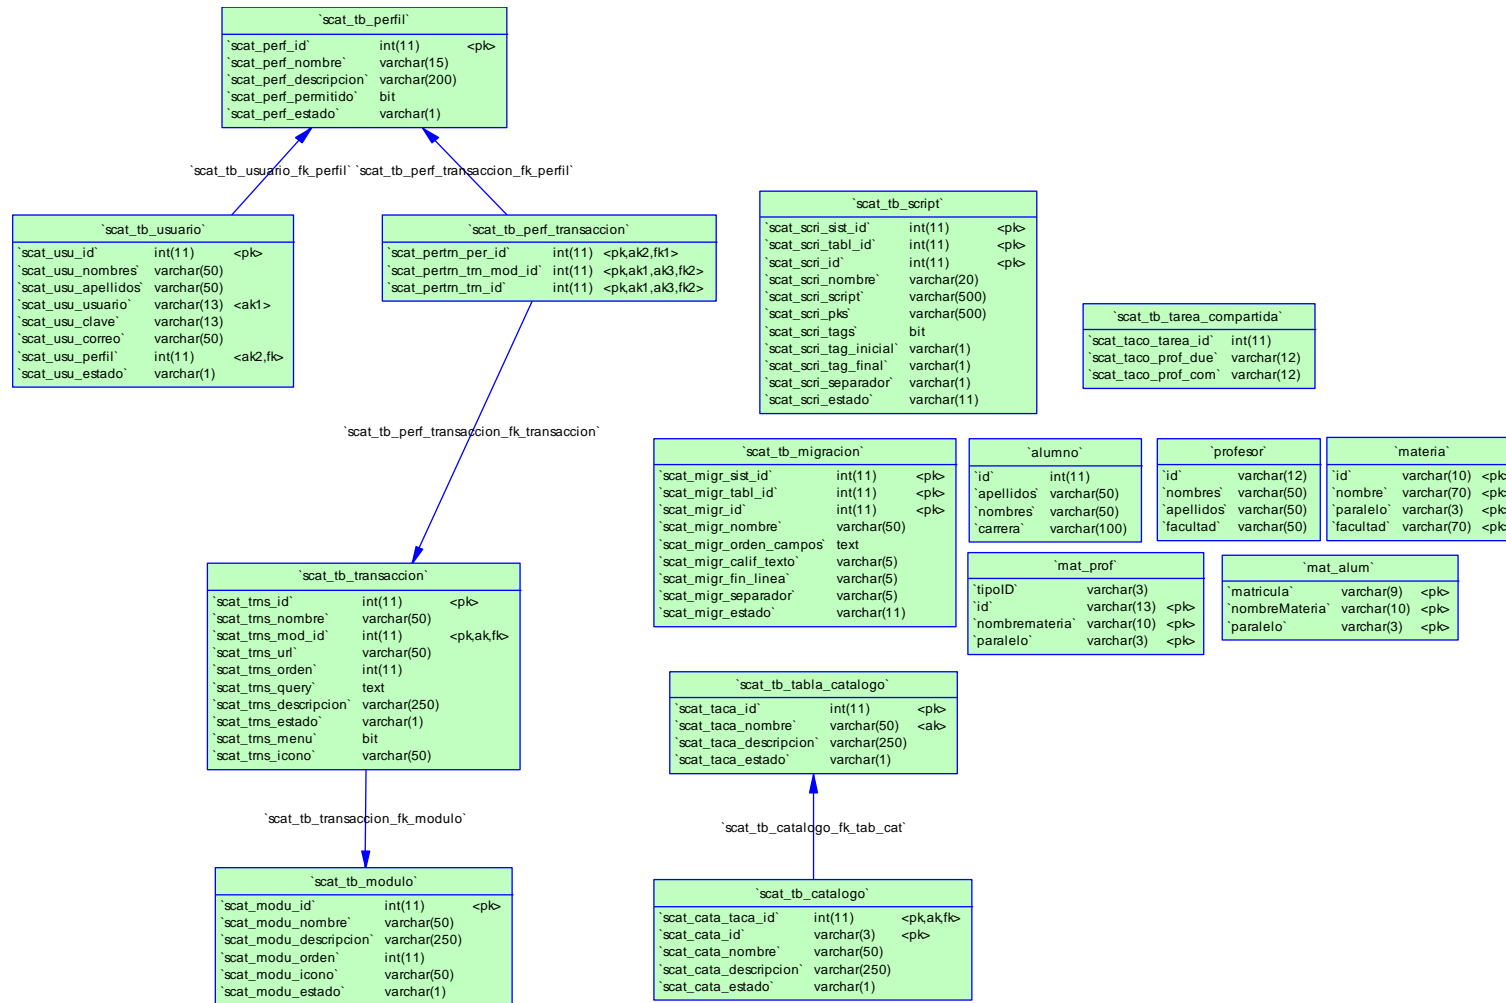 `scat_tb_perfil`
`scat_perf_id` int(11) <pk>
`scat_perf_nombre` varchar(15)
`scat_perf_descripcion` varchar(200)
`scat_perf_permitido` bit
`scat_perf_estado` varchar(1)
`scat_tb_usuario_fk_perfil`
`scat_tb_perf_transaccion_fk_perfil`
`scat_tb_usuario`
`scat_usu_id` int(11) <pk>
`scat_usu_nombres` varchar(50)
`scat_usu_apellidos` varchar(50)
`scat_usu_usuario` varchar(13) <ak1>
`scat_usu_clave` varchar(13)
`scat_usu_correo` varchar(50)
`scat_usu_perfil` int(11) <ak2,fk>
`scat_usu_estado` varchar(1)
`scat_tb_perf_transaccion`
`scat_pertrn_per_id` int(11) <pk,ak2,fk1>
`scat_pertrn_trn_mod_id` int(11) <pk,ak1,ak3,fk2>
`scat_pertrn_trn_id` int(11) <pk,ak1,ak3,fk2>
`scat_tb_script`
`scat_scri_sist_id` int(11) <pk>
`scat_scri_tabl_id` int(11) <pk>
`scat_scri_id` int(11) <pk>
`scat_scri_nombre` varchar(20)
`scat_scri_script` varchar(500)
`scat_scri_pks` varchar(500)
`scat_scri_tags` bit
`scat_scri_tag_inicial` varchar(1)
`scat_scri_tag_final` varchar(1)
`scat_scri_separador` varchar(1)
`scat_scri_estado` varchar(11)
`scat_tb_tarea_compartida`
`scat_taco_tarea_id` int(11)
`scat_taco_prof_due` varchar(12)
`scat_taco_prof_com` varchar(12)
`scat_tb_perf_transaccion_fk_transaccion`
`scat_tb_migracion`
`scat_migr_sist_id` int(11) <pk>
`scat_migr_tabl_id` int(11) <pk>
`scat_migr_id` int(11) <pk>
`scat_migr_nombre` varchar(50)
`scat_migr_orden_campos` text
`scat_migr_calif_texto` varchar(5)
`scat_migr_fin_linea` varchar(5)
`scat_migr_separador` varchar(5)
`scat_migr_estado` varchar(11)
`alumno`
`id` int(11)
`apellidos` varchar(50)
`nombres` varchar(50)
`carrera` varchar(100)
`profesor`
`id` varchar(12)
`nombres` varchar(50)
`apellidos` varchar(50)
`facultad` varchar(50)
`materia`
`id` varchar(10) <pk>
`nombre` varchar(70) <pk>
`paralelo` varchar(3) <pk>
`facultad` varchar(70) <pk>
`mat_prof`
`tipoID` varchar(3)
`id` varchar(13) <pk>
`nombremateria` varchar(10) <pk>
`paralelo` varchar(3) <pk>
`mat_alum`
`matricula` varchar(9) <pk>
`nombreMateria` varchar(10) <pk>
`paralelo` varchar(3) <pk>
`scat_tb_transaccion`
`scat_trns_id` int(11) <pk>
`scat_trns_nombre` varchar(50)
`scat_trns_mod_id` int(11) <pk,ak,fk>
`scat_trns_url` varchar(50)
`scat_trns_orden` int(11)
`scat_trns_query` text
`scat_trns_descripcion` varchar(250)
`scat_trns_estado` varchar(1)
`scat_trns_menu` bit
`scat_trns_icono` varchar(50)
`scat_tb_tabla_catalogo`
`scat_taca_id` int(11) <pk>
`scat_taca_nombre` varchar(50) <ak>
`scat_taca_descripcion` varchar(250)
`scat_taca_estado` varchar(1)
`scat_tb_transaccion_fk_modulo`
`scat_tb_catalogo_fk_tab_cat`
`scat_tb_modulo`
`scat_modu_id` int(11) <pk>
`scat_modu_nombre` varchar(50)
`scat_modu_descripcion` varchar(250)
`scat_modu_orden` int(11)
`scat_modu_icono` varchar(50)
`scat_modu_estado` varchar(1)
`scat_tb_catalogo`
`scat_cata_taca_id` int(11) <pk,ak,fk>
`scat_cata_id` varchar(3) <pk>
`scat_cata_nombre` varchar(50)
`scat_cata_descripcion` varchar(250)
`scat_cata_estado` varchar(1)